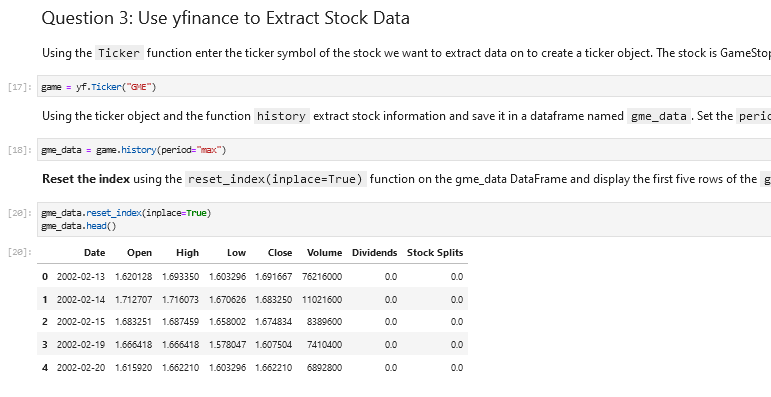 Question 3: Use yfinance to Extract Stock Data
Using the Ticker function enter the ticker symbol of the stock we want to extract data on to create a ticker object. The stock is GameStop
[17]: game = yf.Ticker("GME")
Using the ticker object and the function history extract stock information and save it in a dataframe named gme_data. Set the perio
[18]: gme_data = game.history(period="max")
Reset the index using the reset_index(inplace=True) function on the gme_data DataFrame and display the first five rows of the g
[20]: gme_data.reset_index(inplace=True)
gme_data.head()
[20]: Date Open High Low Close Volume Dividends Stock Splits
0 2002-02-13 1.620128 1.693350 1.603296 1.691667 76216000 0.0 0.0
1 2002-02-14 1.712707 1.716073 1.670626 1.683250 11021600 0.0 0.0
2 2002-02-15 1.683251 1.687459 1.658002 1.674834 8389600 0.0 0.0
3 2002-02-19 1.666418 1.666418 1.578047 1.607504 7410400 0.0 0.0
4 2002-02-20 1.615920 1.662210 1.603296 1.662210 6892800 0.0 0.0